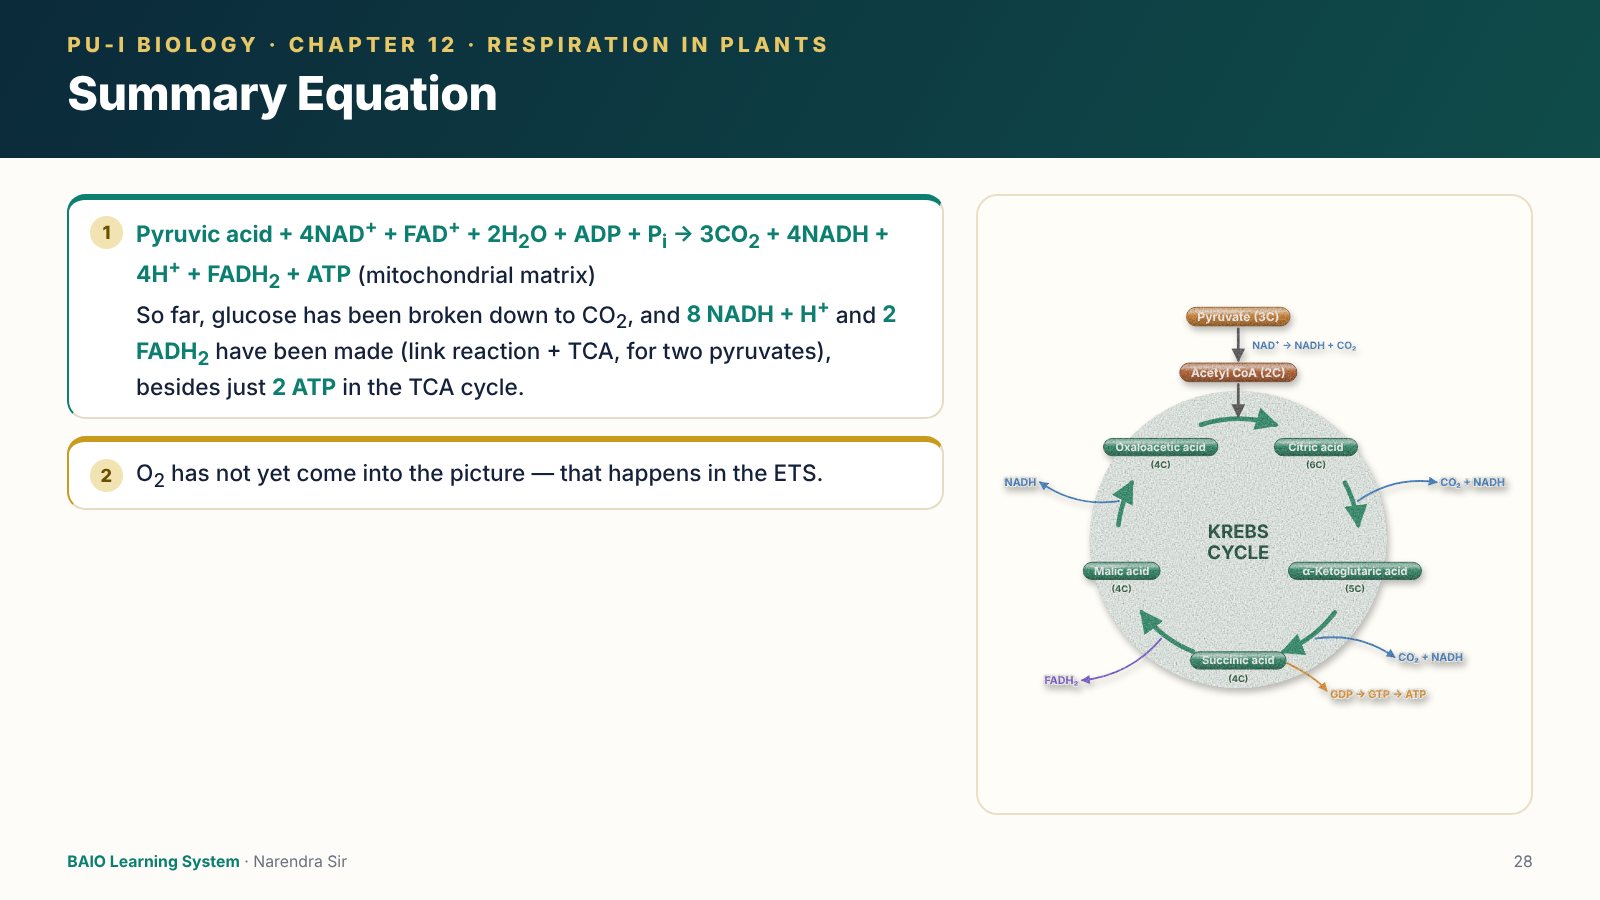 PU-I BIOLOGY · CHAPTER 12 · RESPIRATION IN PLANTS
Summary Equation
1
Pyruvic acid + 4NAD⁺ + FAD⁺ + 2H₂O + ADP + Pᵢ → 3CO₂ + 4NADH +
4H⁺ + FADH₂ + ATP (mitochondrial matrix)
So far, glucose has been broken down to CO₂, and 8 NADH + H⁺ and 2
FADH₂ have been made (link reaction + TCA, for two pyruvates),
besides just 2 ATP in the TCA cycle.
2
O₂ has not yet come into the picture — that happens in the ETS.
Pyruvate (3C)
NAD⁺ → NADH + CO₂
Acetyl CoA (2C)
Oxaloacetic acid
(4C)
Citric acid
(6C)
NADH
CO₂ + NADH
KREBS
CYCLE
Malic acid
(4C)
α-Ketoglutaric acid
(5C)
Succinic acid
(4C)
CO₂ + NADH
FADH₂
GDP → GTP → ATP
BAIO Learning System · Narendra Sir
28